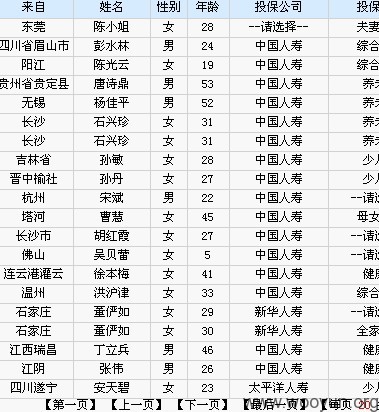 来自 姓名 性别 年龄 投保公司 投保
东莞 陈小姐 女 28 --请选择-- 夫妻
四川省眉山市 彭水林 男 24 中国人寿 综合
阳江 陈光云 女 19 中国人寿 综合
贵州省贵定县 唐诗鼎 男 53 中国人寿 养老
无锡 杨佳平 男 52 中国人寿 养老
长沙 石兴珍 女 31 中国人寿 养老
长沙 石兴珍 女 31 中国人寿 养老
吉林省 孙敏 女 28 中国人寿 少儿
晋中榆社 孙丹 女 27 中国人寿 少儿
杭州 宋斌 男 22 中国人寿 --请
塔河 曹慧 女 45 中国人寿 母女
长沙市 胡红霞 女 27 中国人寿 --请
佛山 吴贝蕾 女 5 中国人寿 --请
连云港灌云 徐本梅 女 41 中国人寿 健康
温州 洪沪津 女 33 中国人寿 综合
石家庄 董俨如 女 29 新华人寿 --请
石家庄 董俨如 女 30 新华人寿 全家
江西瑞昌 丁立兵 男 46 中国人寿 健康
江阴 张伟 男 26 中国人寿 健康
四川遂宁 安天碧 女 23 太平洋人寿 少儿
【第一页】 【上一页】 【下一页】 【最后一页】 【每页 20
www.wooyun.org